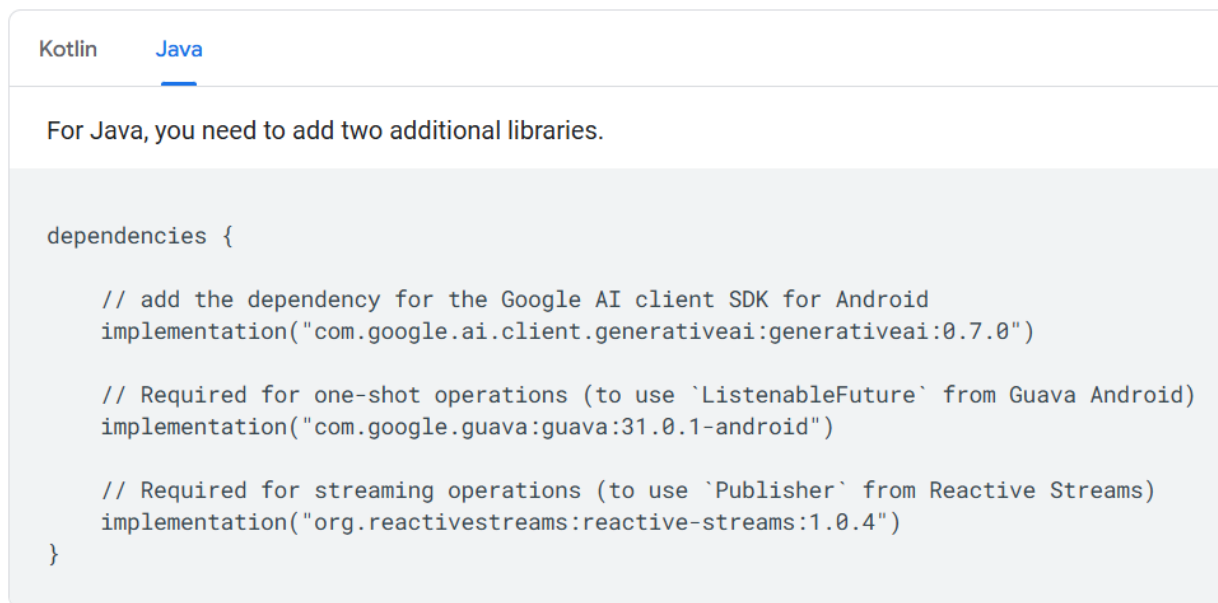 Kotlin Java
For Java, you need to add two additional libraries.
dependencies {
// add the dependency for the Google AI client SDK for Android
implementation("com.google.ai.client.generativeai:generativeai:0.7.0")
// Required for one-shot operations (to use `ListenableFuture` from Guava Android)
implementation("com.google.guava:guava:31.0.1-android")
// Required for streaming operations (to use `Publisher` from Reactive Streams)
implementation("org.reactivestreams:reactive-streams:1.0.4")
}